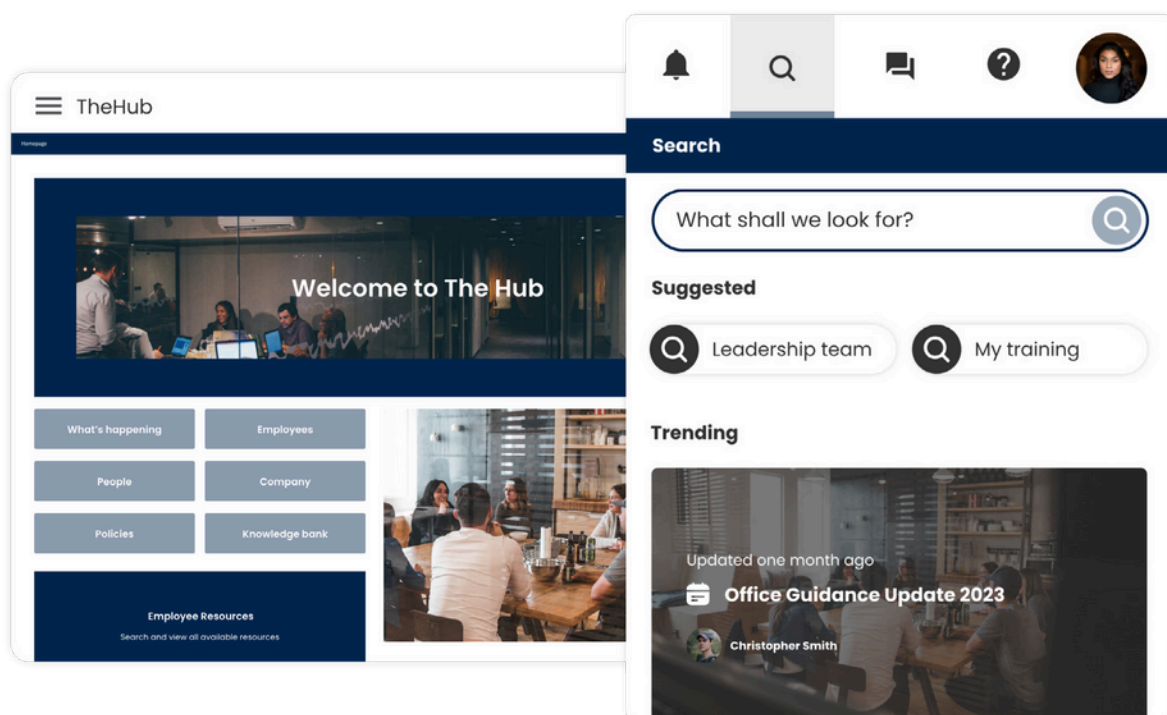 TheHub
Homepage
Welcome to The Hub
What's happening
Employees
People
Company
Policies
Knowledge bank
Employee Resources
Search and view all available resources
Search
What shall we look for?
Suggested
Leadership team
My training
Trending
Updated one month ago
Office Guidance Update 2023
Christopher Smith